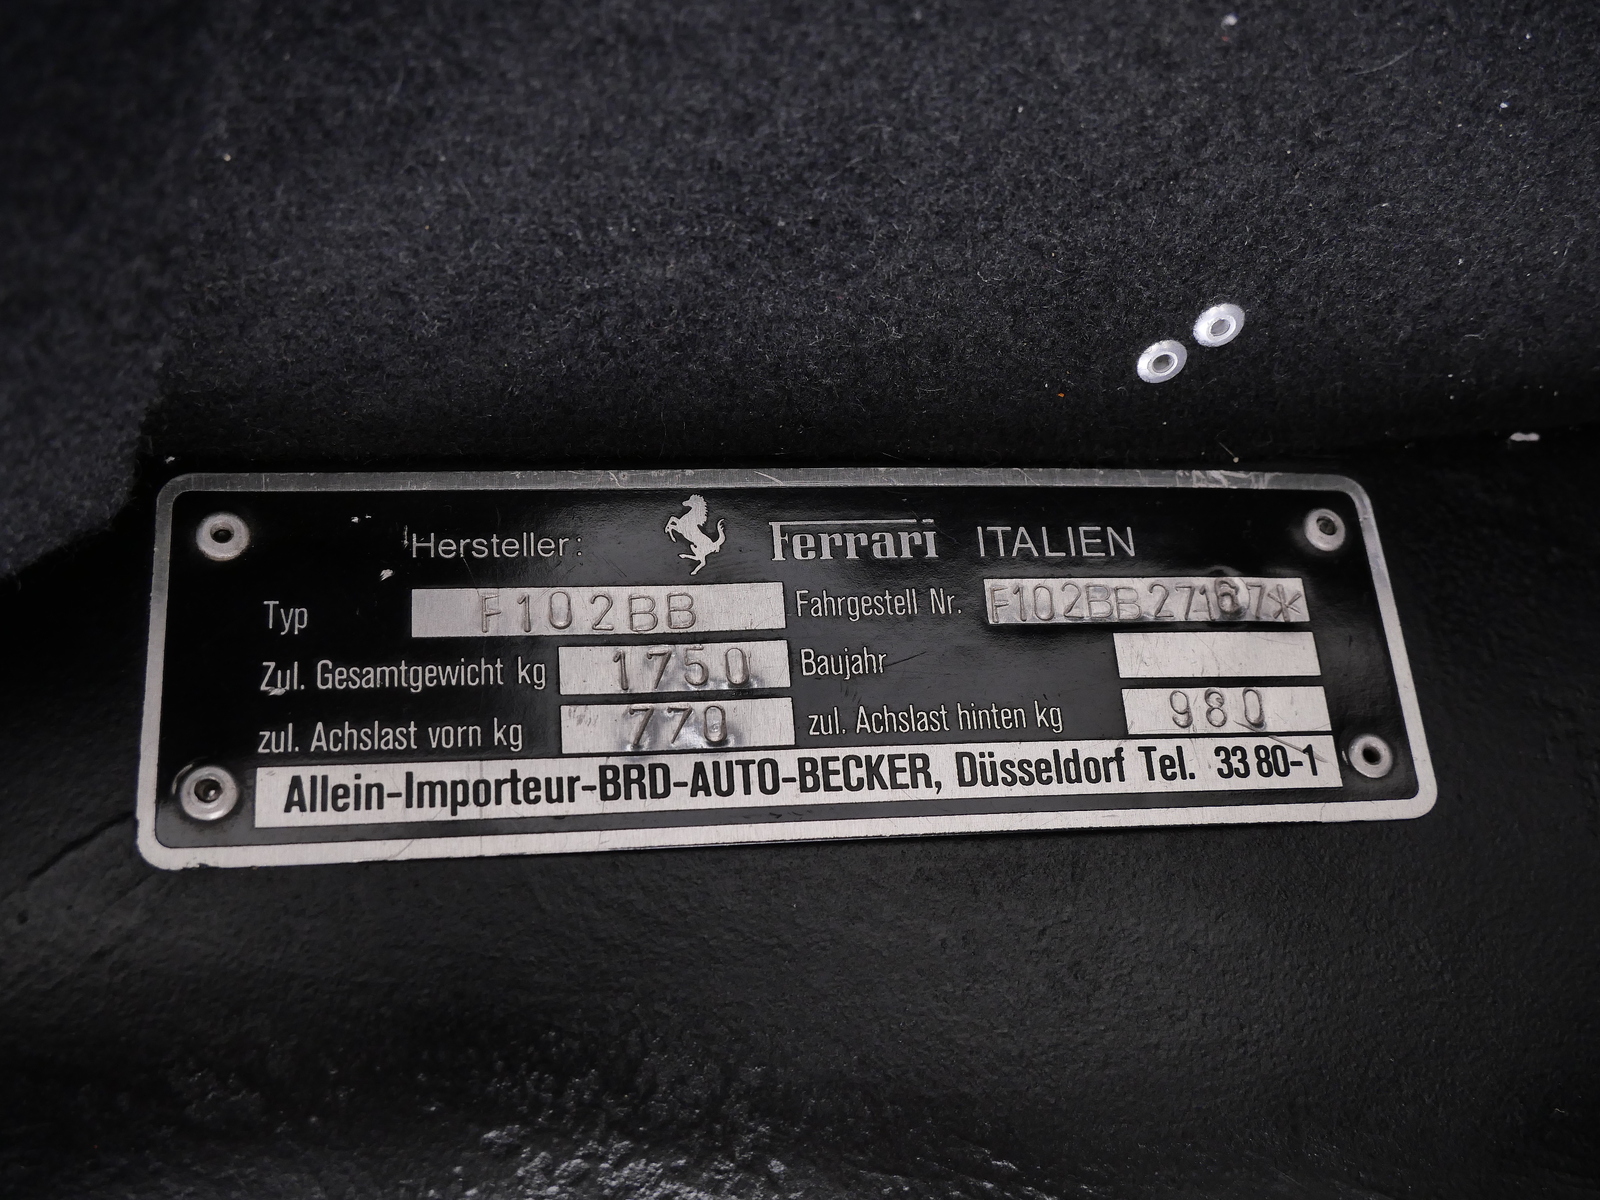 Hersteller: Ferrari ITALIEN
Typ F102BB Fahrgestell Nr. F102BB27167*
Zul. Gesamtgewicht kg 1750 Baujahr
zul. Achslast vorn kg 770 zul. Achslast hinten kg 980
Allein-Importeur-BRD-AUTO-BECKER, Düsseldorf Tel. 33 80-1